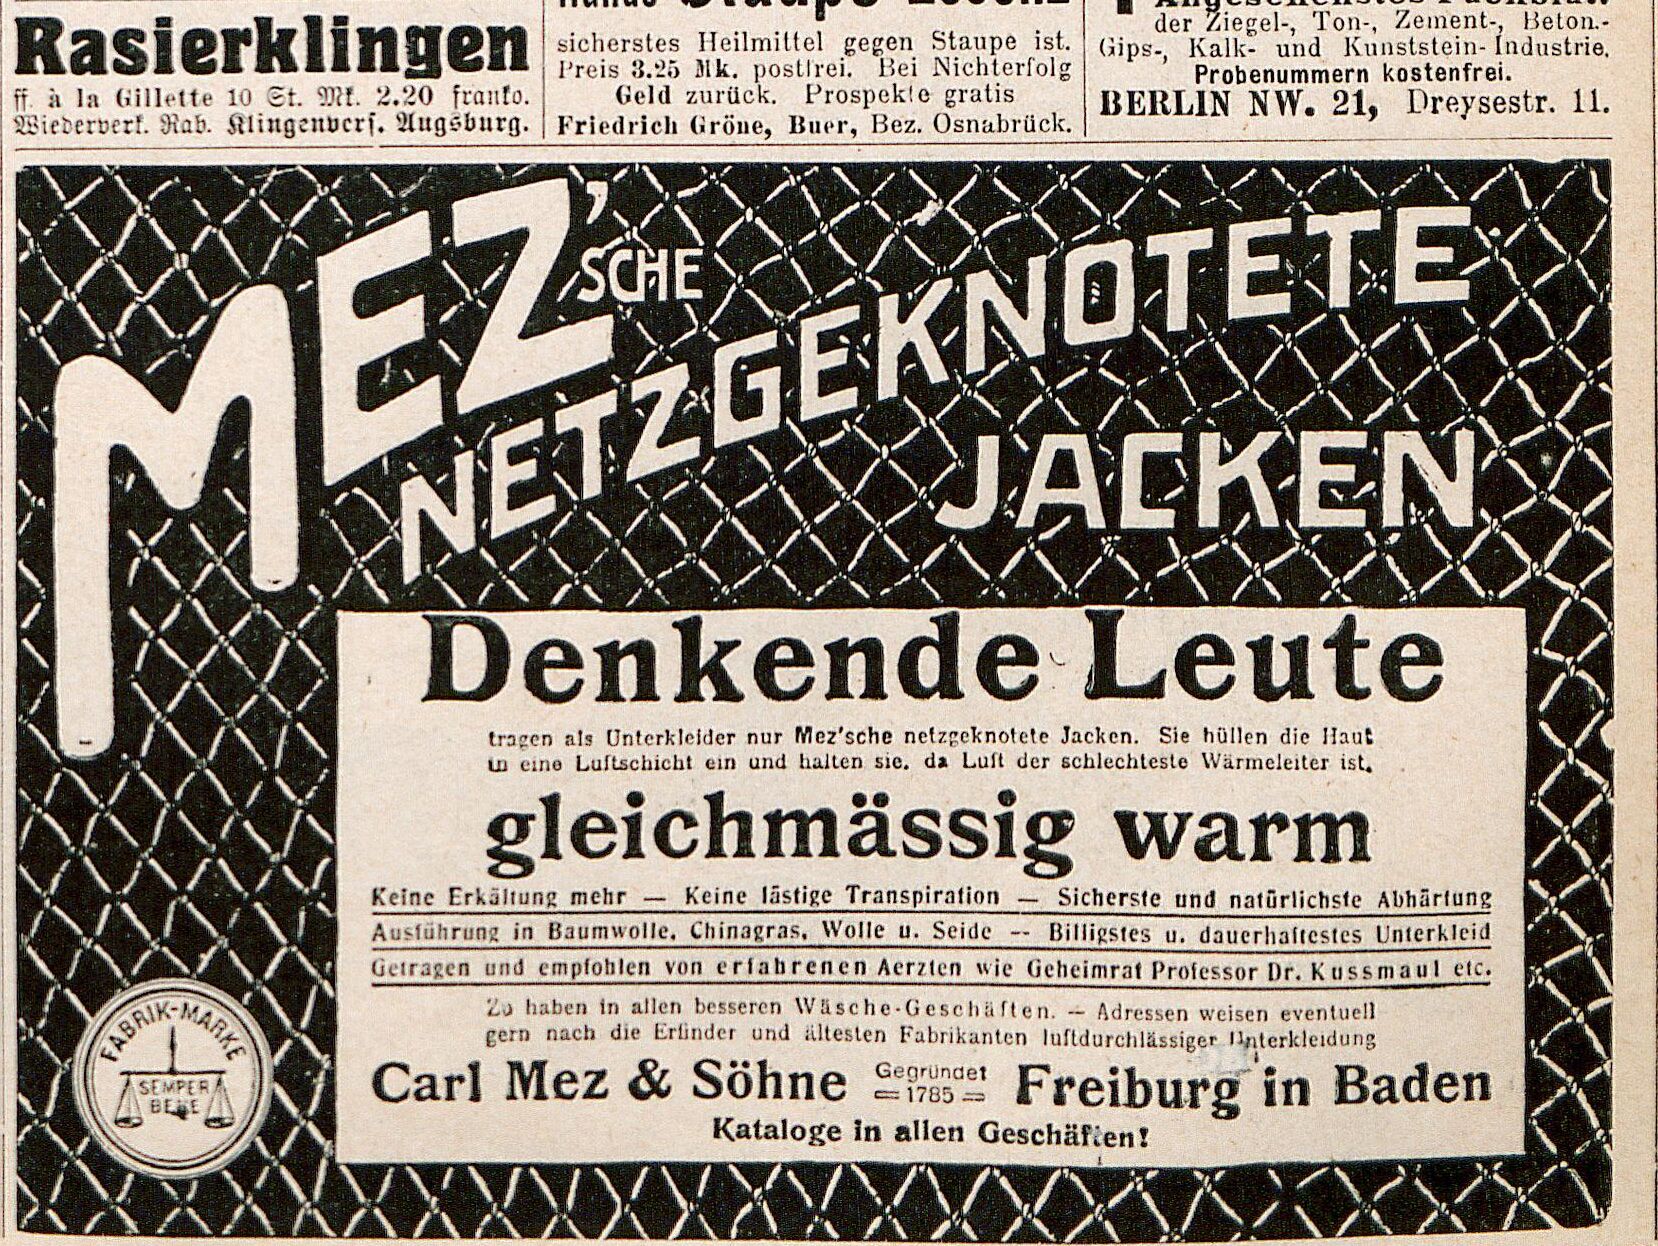 Rasierklingen
ff. à la Gillette 10 St. Mk. 2.20 franko.
Wiederverk. Rab. Klingenvers. Augsburg.
sicherstes Heilmittel gegen Staupe ist.
Preis 3.25 Mk. postfrei. Bei Nichterfolg
Geld zurück. Prospekte gratis
Friedrich Gröne, Buer, Bez. Osnabrück.
der Ziegel-, Ton-, Zement-, Beton.-
Gips-, Kalk- und Kunststein-Industrie.
Probenummern kostenfrei.
BERLIN NW. 21, Dreysestr. 11.
MEZ'SCHE
NETZGEKNOTETE
JACKEN
Denkende Leute
tragen als Unterkleider nur Mez'sche netzgeknotete Jacken. Sie hüllen die Haut
in eine Luftschicht ein und halten sie, da Luft der schlechteste Wärmeleiter ist,
gleichmässig warm
Keine Erkältung mehr — Keine lästige Transpiration — Sicherste und natürlichste Abhärtung
Ausführung in Baumwolle, Chinagras, Wolle u. Seide -- Billigstes u. dauerhaftestes Unterkleid
Getragen und empfohlen von erfahrenen Aerzten wie Geheimrat Professor Dr. Kussmaul etc.
Zu haben in allen besseren Wäsche-Geschäften. — Adressen weisen eventuell
gern nach die Erfinder und ältesten Fabrikanten luftdurchlässiger Unterkleidung
Carl Mez & Söhne Gegründet = 1785 = Freiburg in Baden
Kataloge in allen Geschäften!
FABRIK-MARKE
SEMPER
BENE